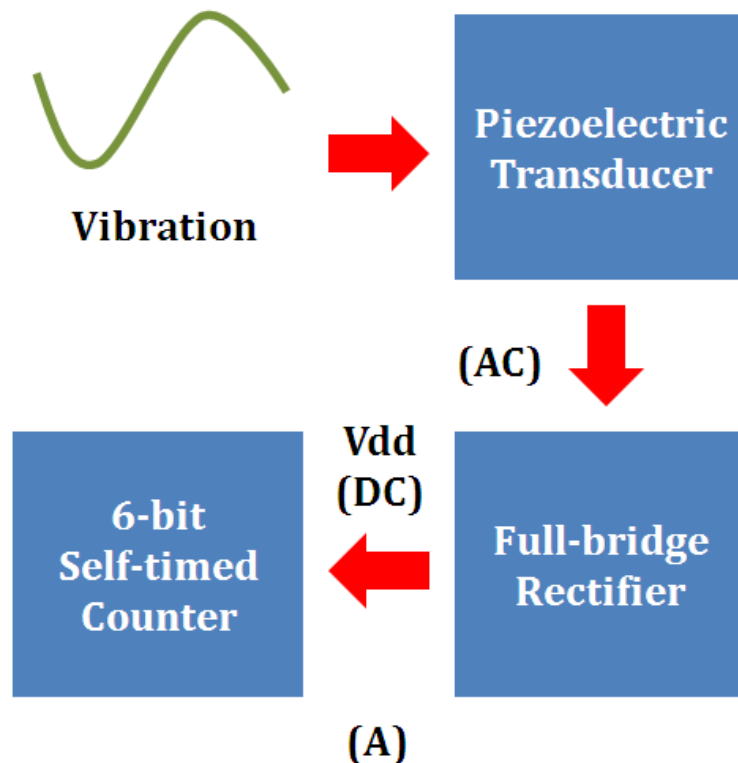 Vibration
Piezoelectric
Transducer
(AC)
Full-bridge
Rectifier
Vdd
(DC)
6-bit
Self-timed
Counter
(A)